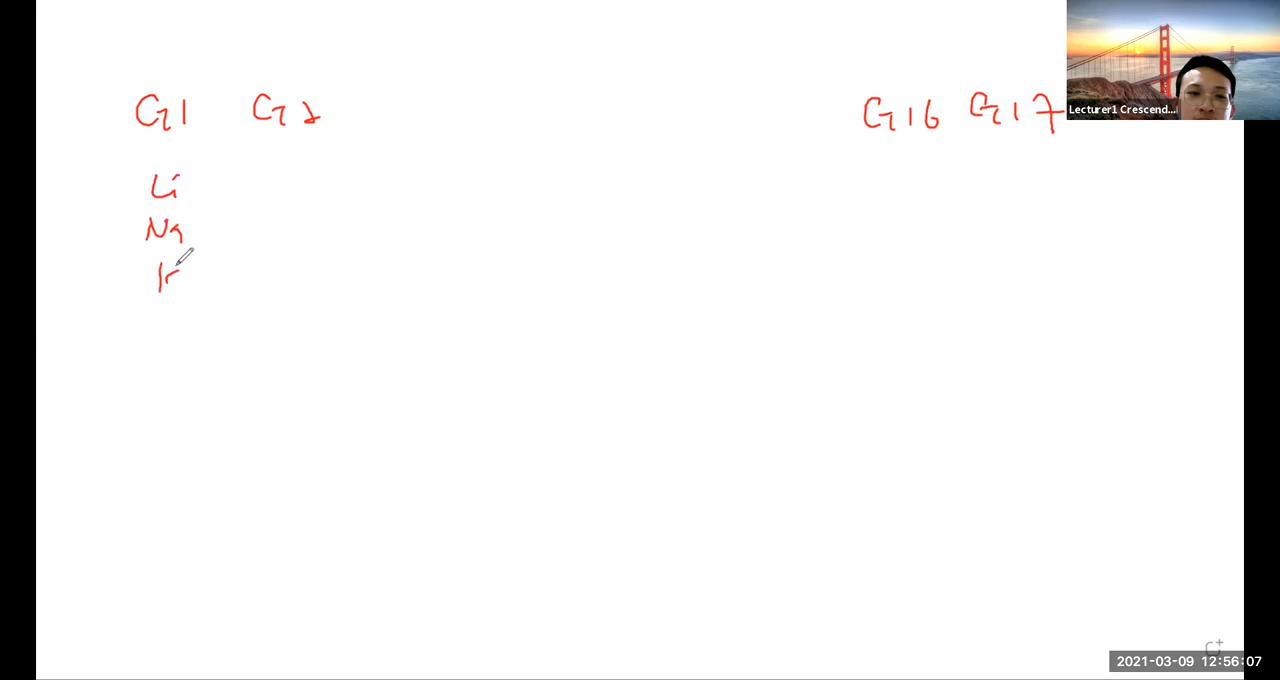 G1 G2 G16 G17
Lecturer1 Crescend...
Li
Na
K
2021-03-09 12:56:07